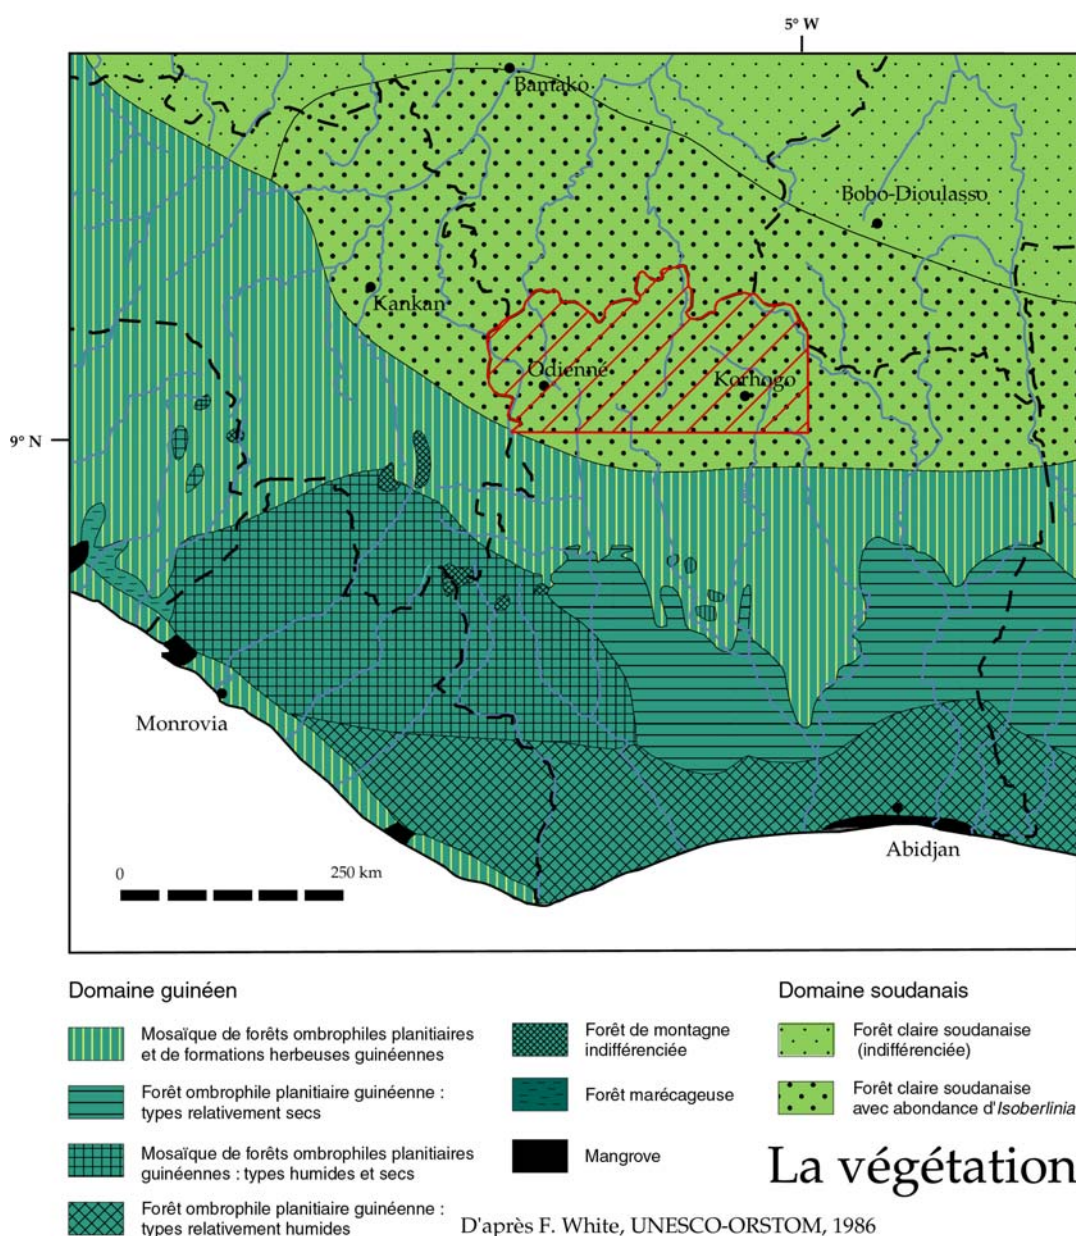 5° W
Bamako
Bobo-Dioulasso
Kankan
Odienné
Korhogo
9° N
Monrovia
Abidjan
0
250 km
Domaine guinéen
Mosaïque de forêts ombrophiles planitiaires
et de formations herbeuses guinéennes
Forêt ombrophile planitiaire guinéenne :
types relativement secs
Mosaïque de forêts ombrophiles planitiaires
guinéennes : types humides et secs
Forêt ombrophile planitiaire guinéenne :
types relativement humides
Forêt de montagne
indifférenciée
Forêt marécageuse
Mangrove
Domaine soudanais
Forêt claire soudanaise
(indifférenciée)
Forêt claire soudanaise
avec abondance d'Isoberlinia
La végétation
D'après F. White, UNESCO-ORSTOM, 1986